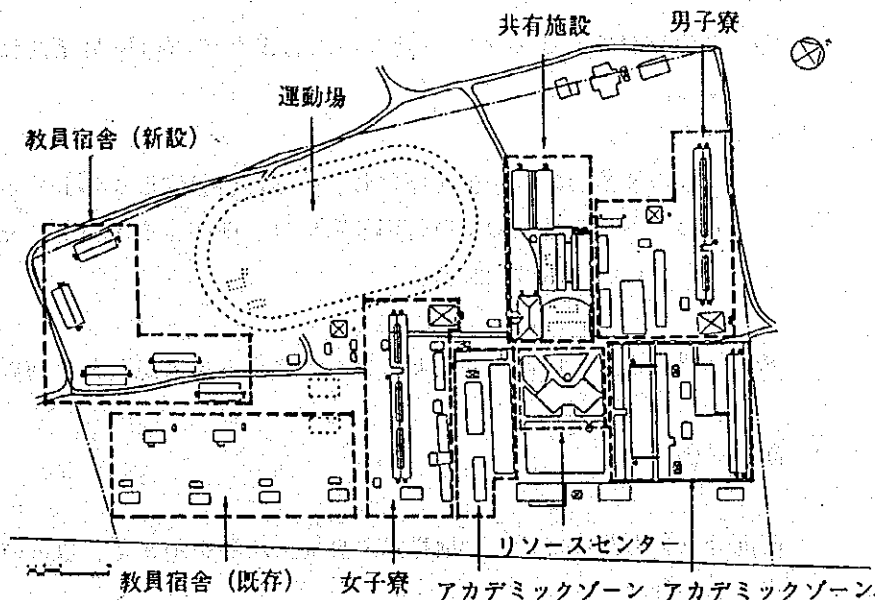 共有施設
男子寮
運動場
教員宿舎（新設）
リソースセンター
教員宿舎（既存）
女子寮
アカデミックゾーン
アカデミックゾーン